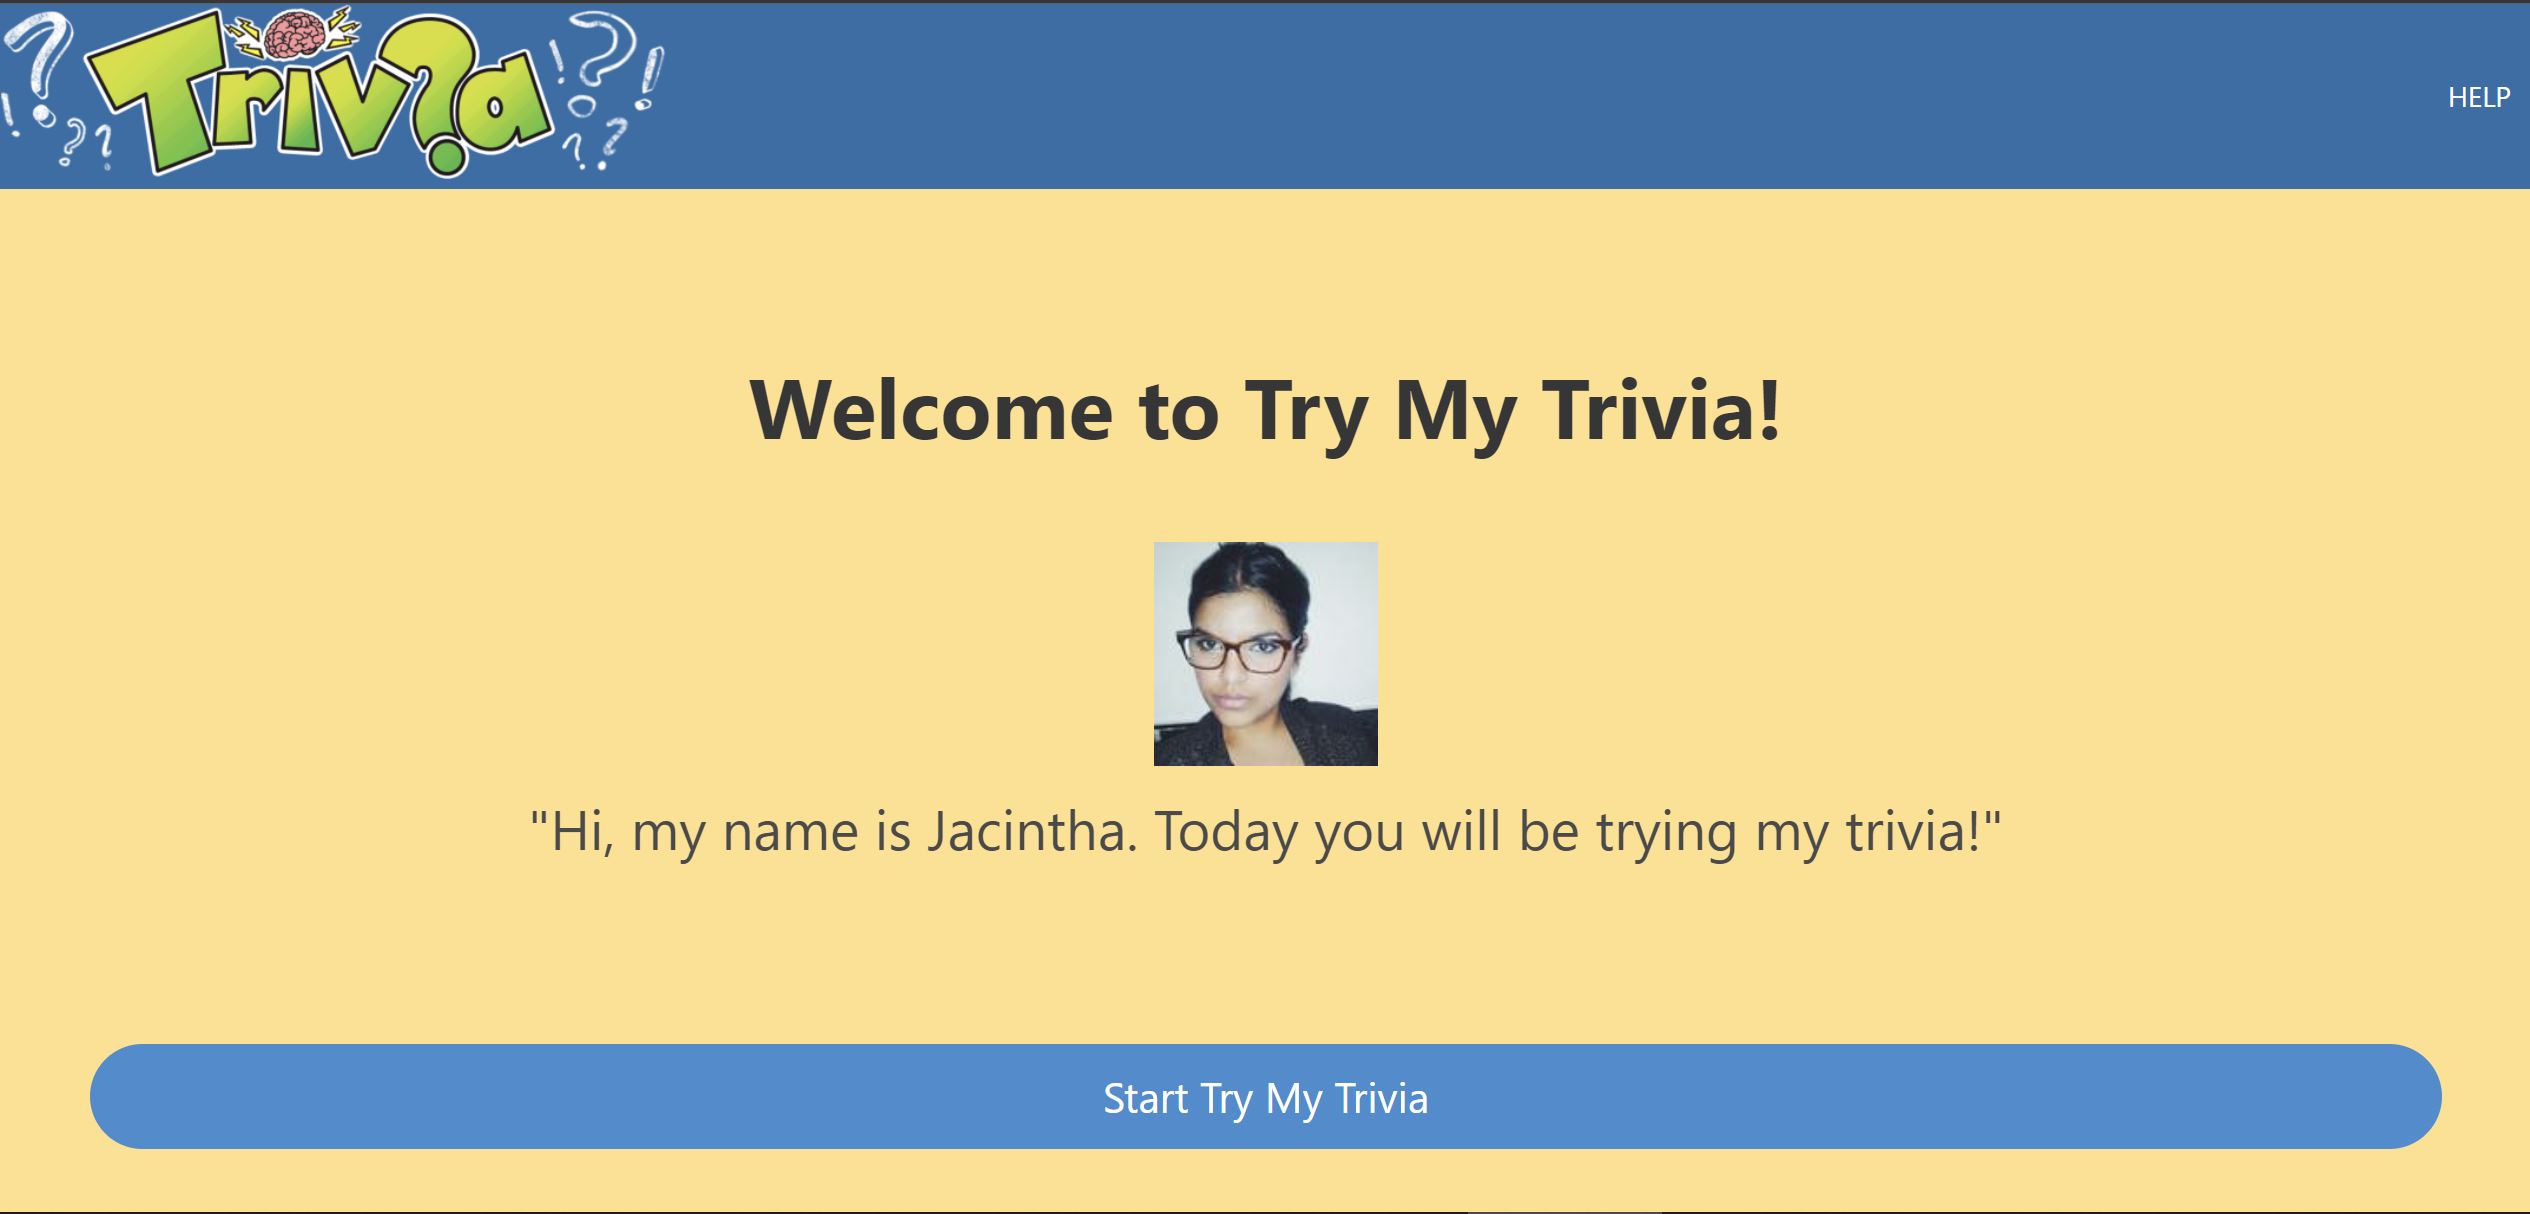 Triv?a
HELP
Welcome to Try My Trivia!
"Hi, my name is Jacintha. Today you will be trying my trivia!"
Start Try My Trivia